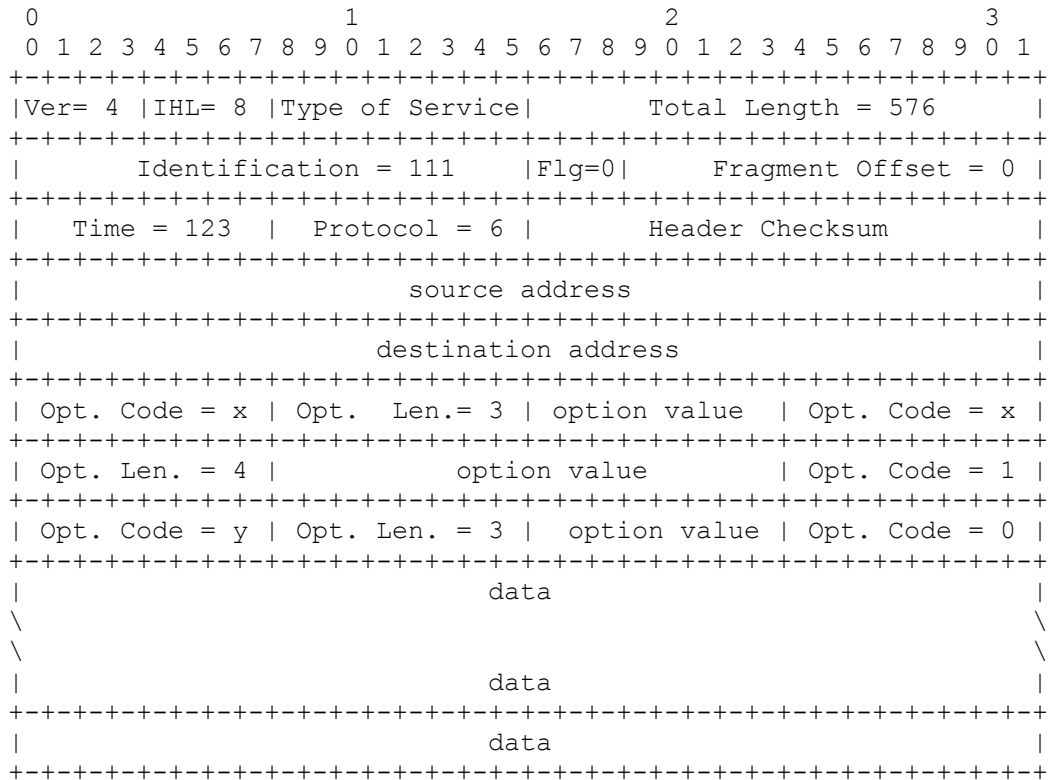 0                   1                   2                   3
 0 1 2 3 4 5 6 7 8 9 0 1 2 3 4 5 6 7 8 9 0 1 2 3 4 5 6 7 8 9 0 1
+-+-+-+-+-+-+-+-+-+-+-+-+-+-+-+-+-+-+-+-+-+-+-+-+-+-+-+-+-+-+-+-+
|Ver= 4 |IHL= 8 |Type of Service|       Total Length = 576      |
+-+-+-+-+-+-+-+-+-+-+-+-+-+-+-+-+-+-+-+-+-+-+-+-+-+-+-+-+-+-+-+-+
|       Identification = 111    |Flg=0|     Fragment Offset = 0 |
+-+-+-+-+-+-+-+-+-+-+-+-+-+-+-+-+-+-+-+-+-+-+-+-+-+-+-+-+-+-+-+-+
|   Time = 123  |  Protocol = 6 |       Header Checksum         |
+-+-+-+-+-+-+-+-+-+-+-+-+-+-+-+-+-+-+-+-+-+-+-+-+-+-+-+-+-+-+-+-+
|                        source address                         |
+-+-+-+-+-+-+-+-+-+-+-+-+-+-+-+-+-+-+-+-+-+-+-+-+-+-+-+-+-+-+-+-+
|                      destination address                      |
+-+-+-+-+-+-+-+-+-+-+-+-+-+-+-+-+-+-+-+-+-+-+-+-+-+-+-+-+-+-+-+-+
| Opt. Code = x | Opt.  Len.= 3 | option value  | Opt. Code = x |
+-+-+-+-+-+-+-+-+-+-+-+-+-+-+-+-+-+-+-+-+-+-+-+-+-+-+-+-+-+-+-+-+
| Opt. Len. = 4 |           option value        | Opt. Code = 1 |
+-+-+-+-+-+-+-+-+-+-+-+-+-+-+-+-+-+-+-+-+-+-+-+-+-+-+-+-+-+-+-+-+
| Opt. Code = y | Opt. Len. = 3 |  option value | Opt. Code = 0 |
+-+-+-+-+-+-+-+-+-+-+-+-+-+-+-+-+-+-+-+-+-+-+-+-+-+-+-+-+-+-+-+-+
|                             data                              |
\                                                               \
\                                                               \
|                             data                              |
+-+-+-+-+-+-+-+-+-+-+-+-+-+-+-+-+-+-+-+-+-+-+-+-+-+-+-+-+-+-+-+-+
|                             data                              |
+-+-+-+-+-+-+-+-+-+-+-+-+-+-+-+-+-+-+-+-+-+-+-+-+-+-+-+-+-+-+-+-+